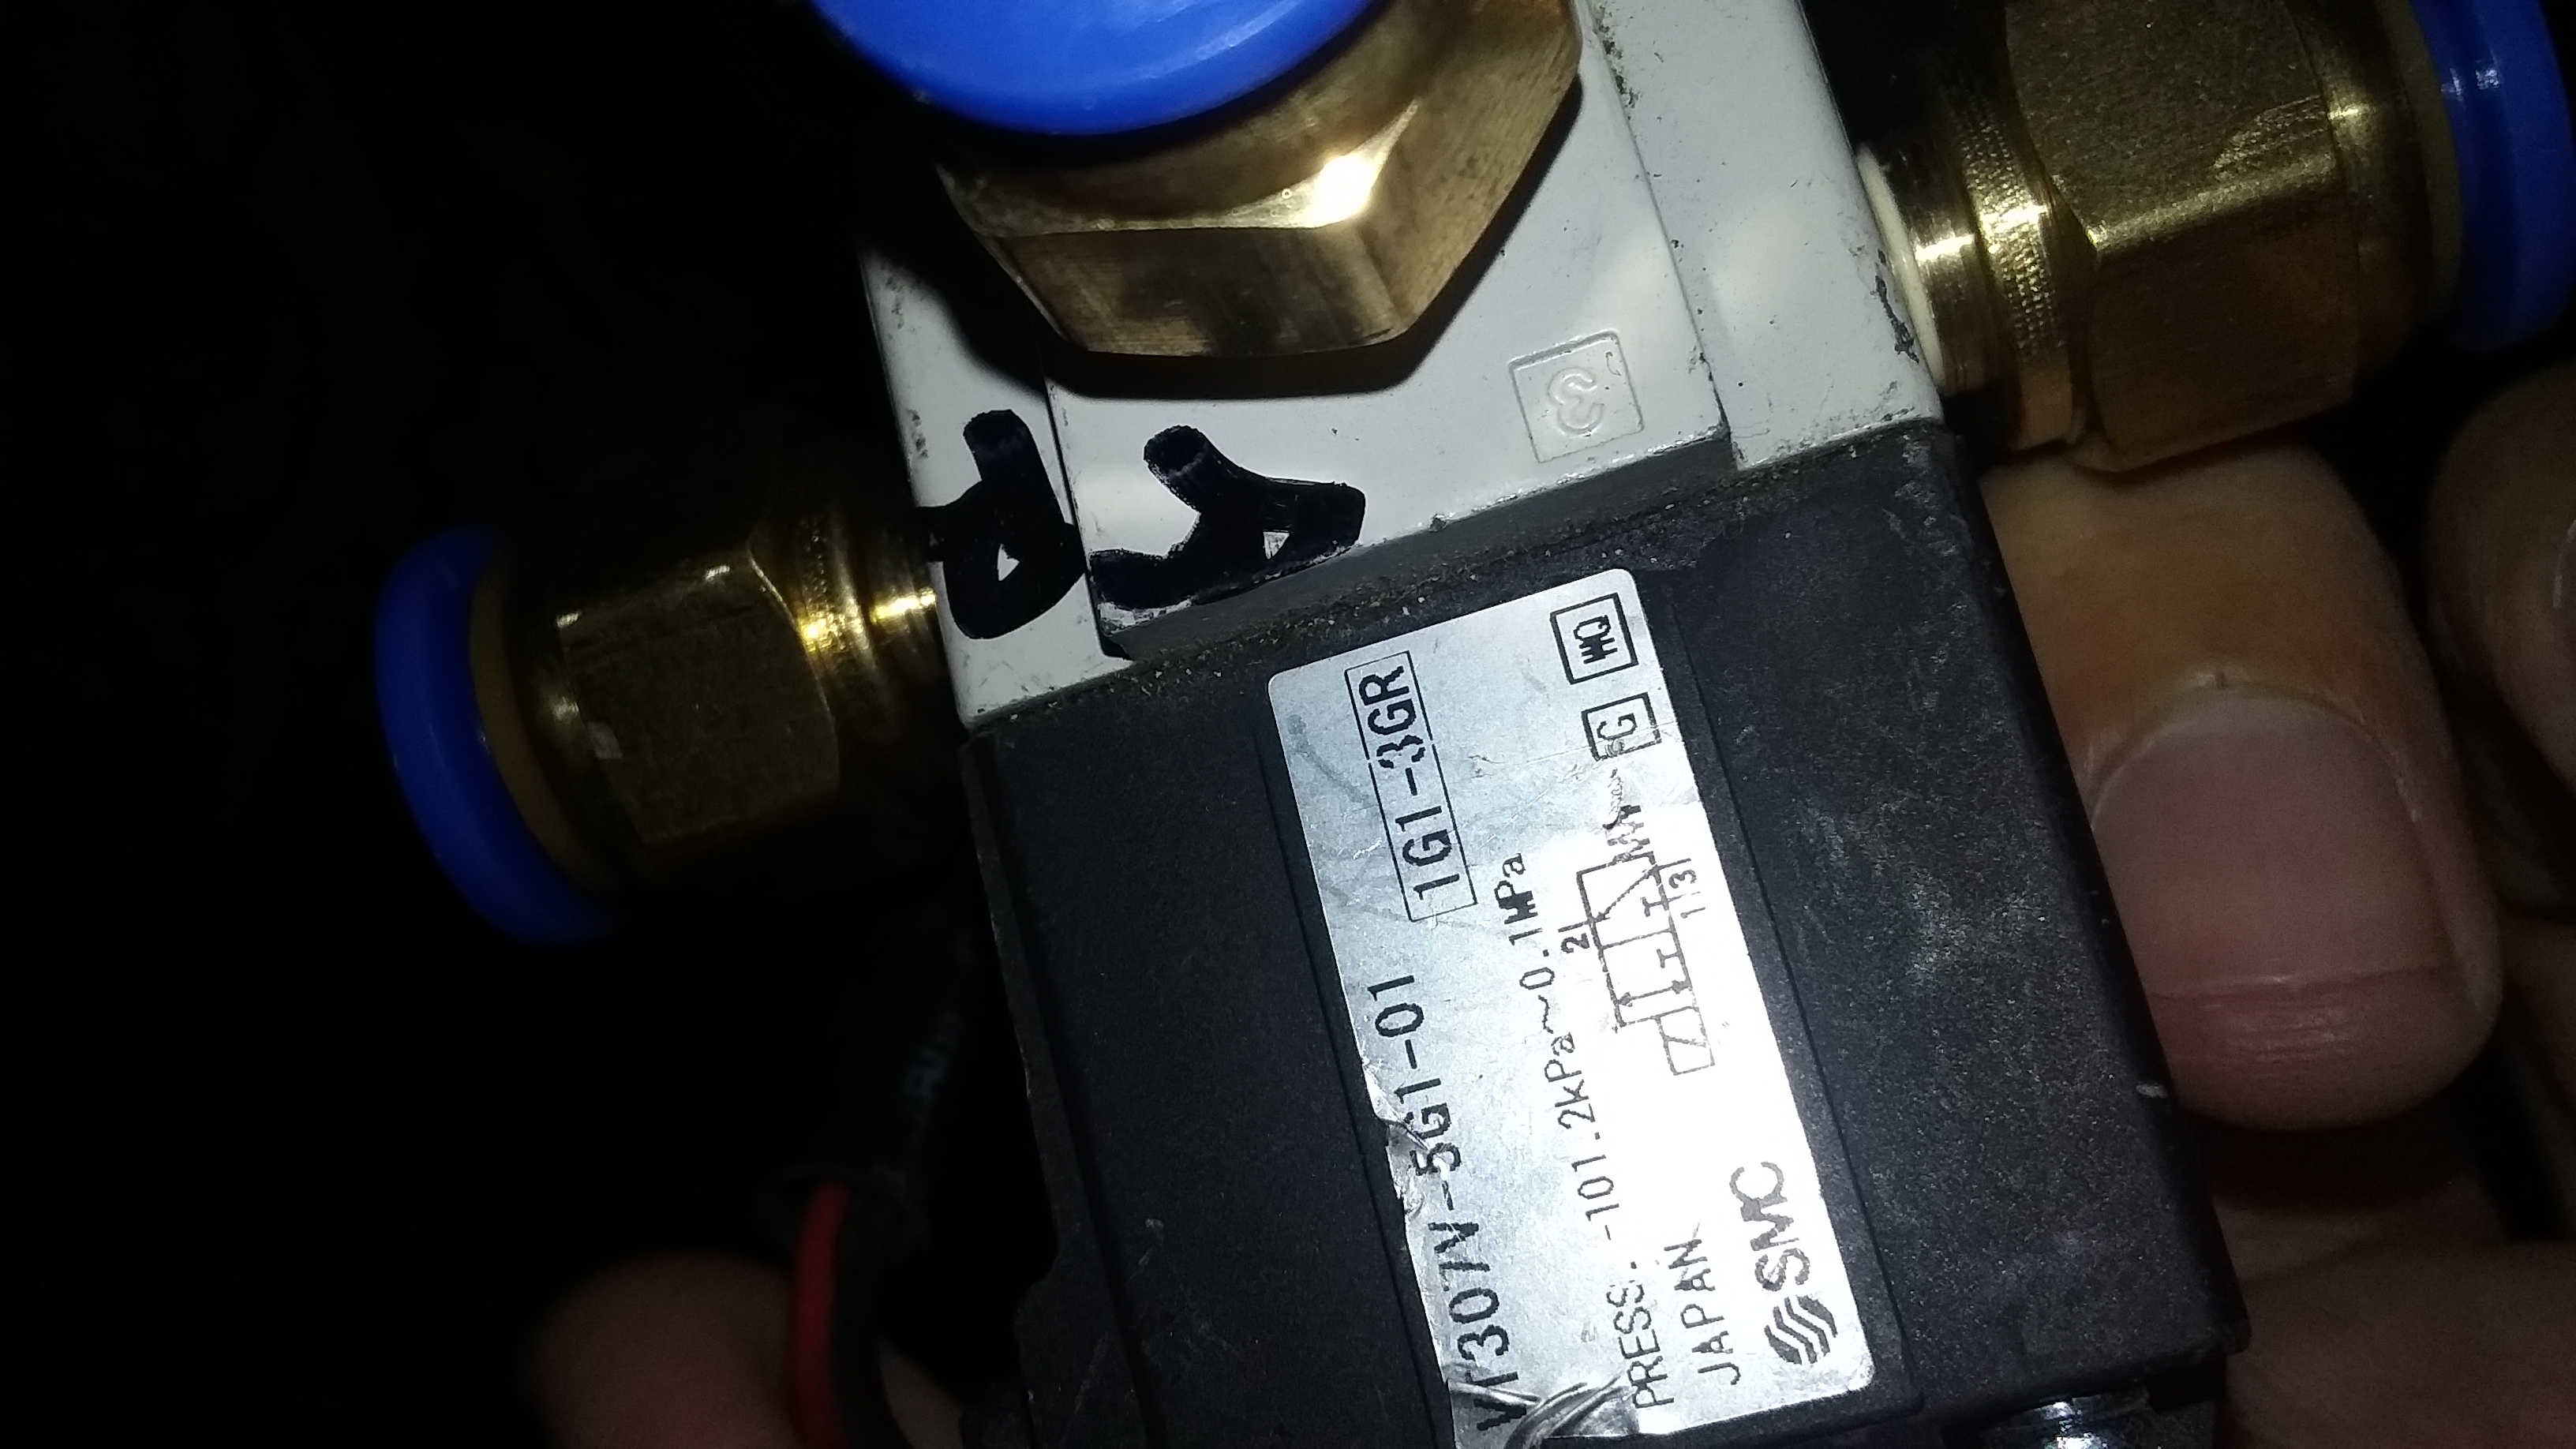 VT307V-5G1-01 1G1-3GR
PRESS. -101.2kPa~0.1MPa
JAPAN
2
1 3
G
SMC
3